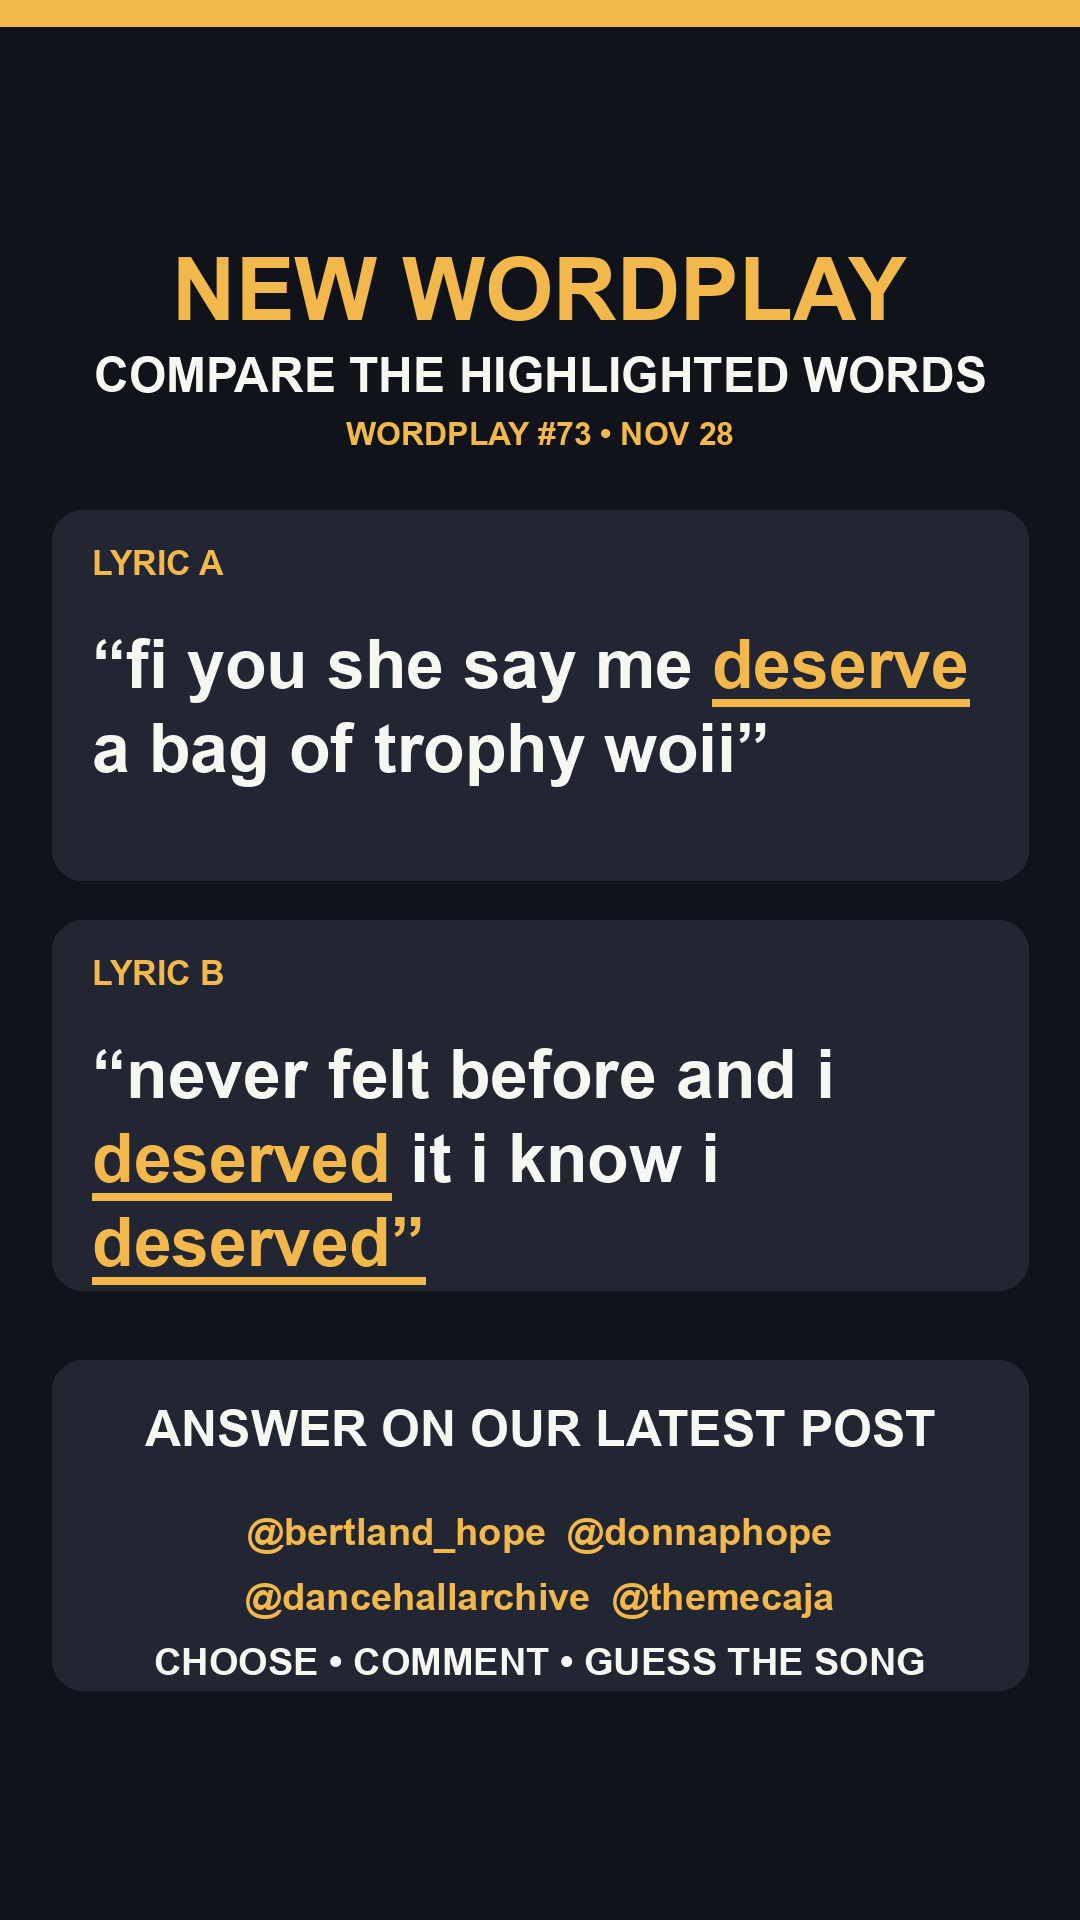 NEW WORDPLAY
COMPARE THE HIGHLIGHTED WORDS
WORDPLAY #73 • NOV 28
LYRIC A
“fi you she say me deserve
a bag of trophy woii”
LYRIC B
“never felt before and i
deserved it i know i
deserved”
ANSWER ON OUR LATEST POST
@bertland_hope @donnaphope
@dancehallarchive @themecaja
CHOOSE • COMMENT • GUESS THE SONG